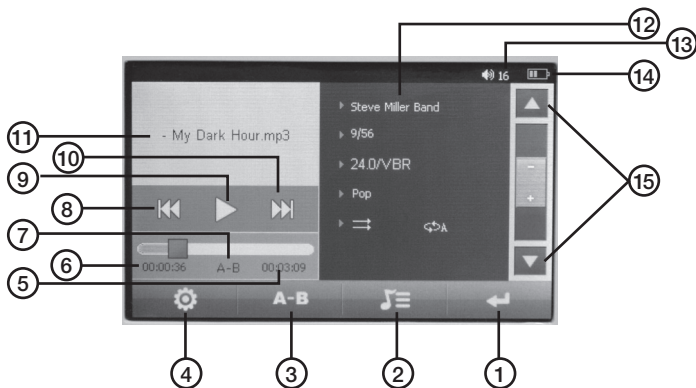 12
13
16
14
Steve Miller Band
11
- My Dark Hour.mp3
9/56
10
24.0/VBR
9
15
Pop
8
7
A
6
00:00:36 A-B 00:03:09
5
A-B
4
3
2
1